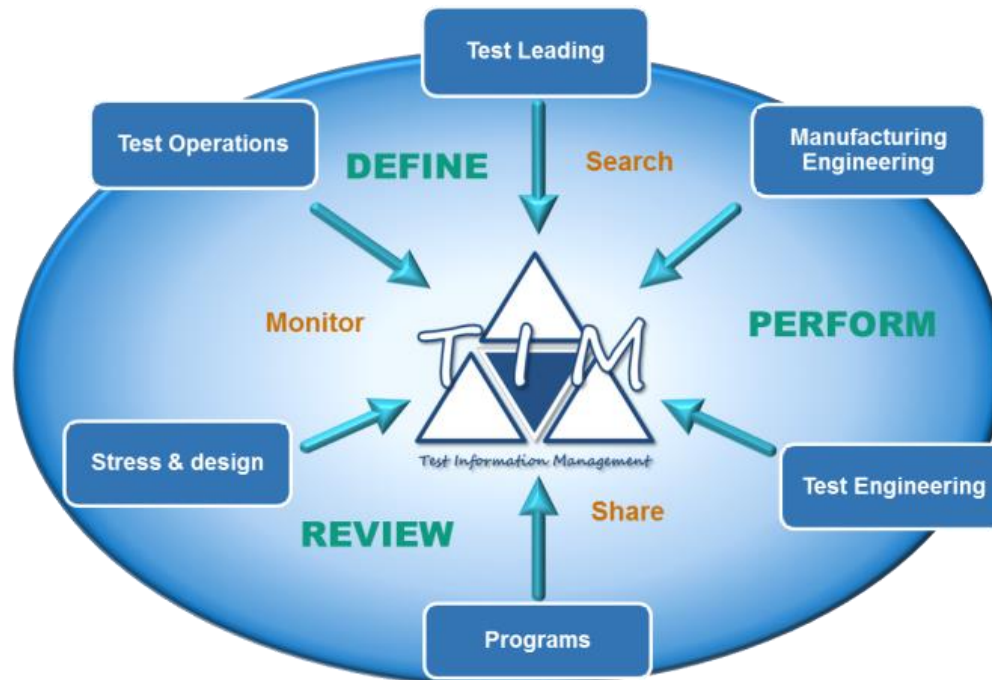 Test Leading
Test Operations
Manufacturing
Engineering
DEFINE
Search
Monitor
PERFORM
TIM
Test Information Management
Stress & design
Test Engineering
Share
REVIEW
Programs